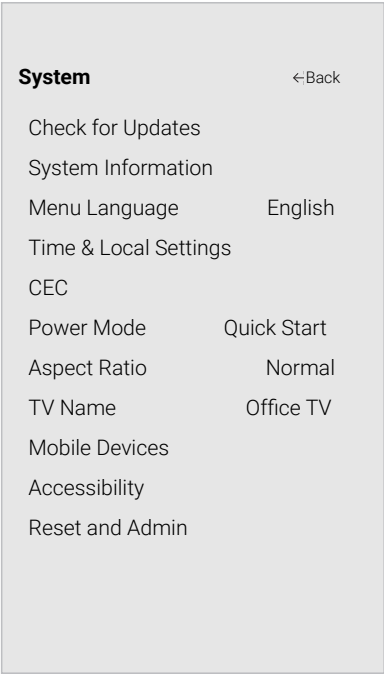 System ←Back
Check for Updates
System Information
Menu Language English
Time & Local Settings
CEC
Power Mode Quick Start
Aspect Ratio Normal
TV Name Office TV
Mobile Devices
Accessibility
Reset and Admin